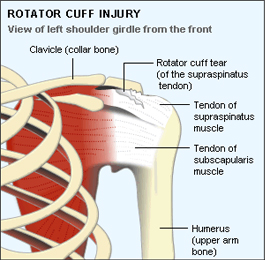 ROTATOR CUFF INJURY
View of left shoulder girdle from the front
Clavicle (collar bone)
Rotator cuff tear
(of the supraspinatus
tendon)
Tendon of
supraspinatus
muscle
Tendon of
subscapularis
muscle
Humerus
(upper arm
bone)